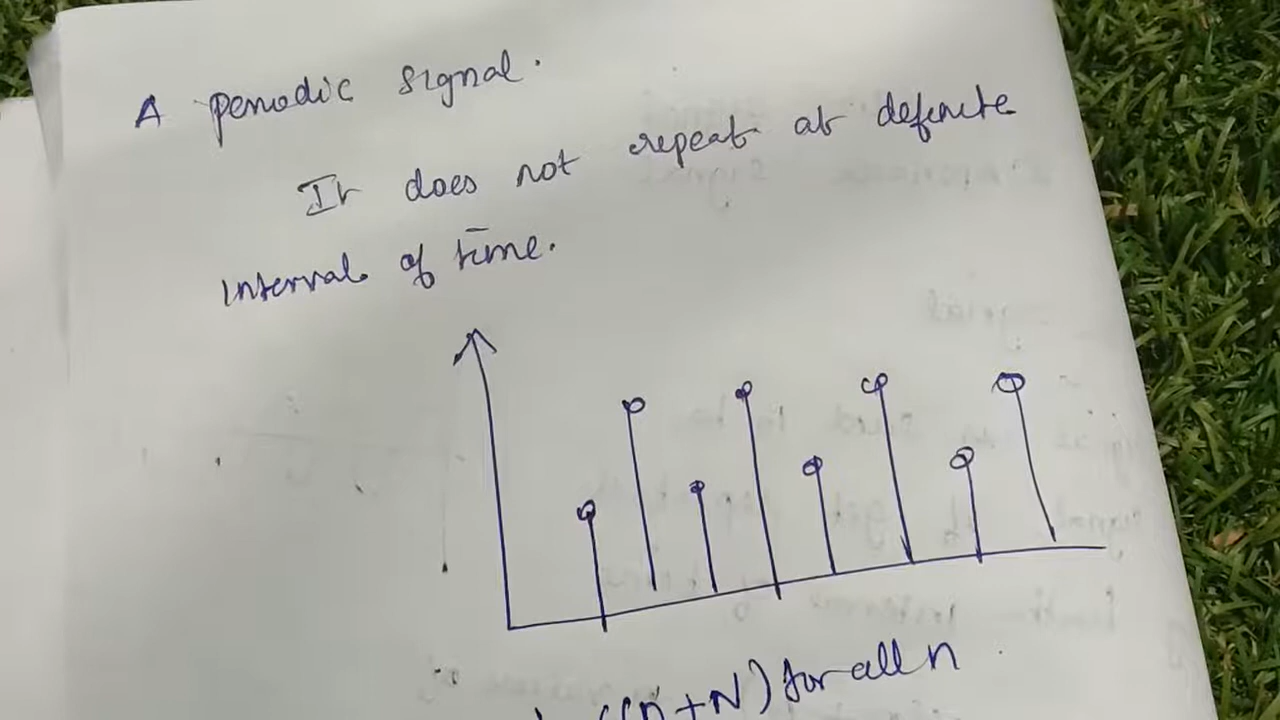 A periodic signal.
It does not repeat at definite
interval of time.
(n+N) for all n